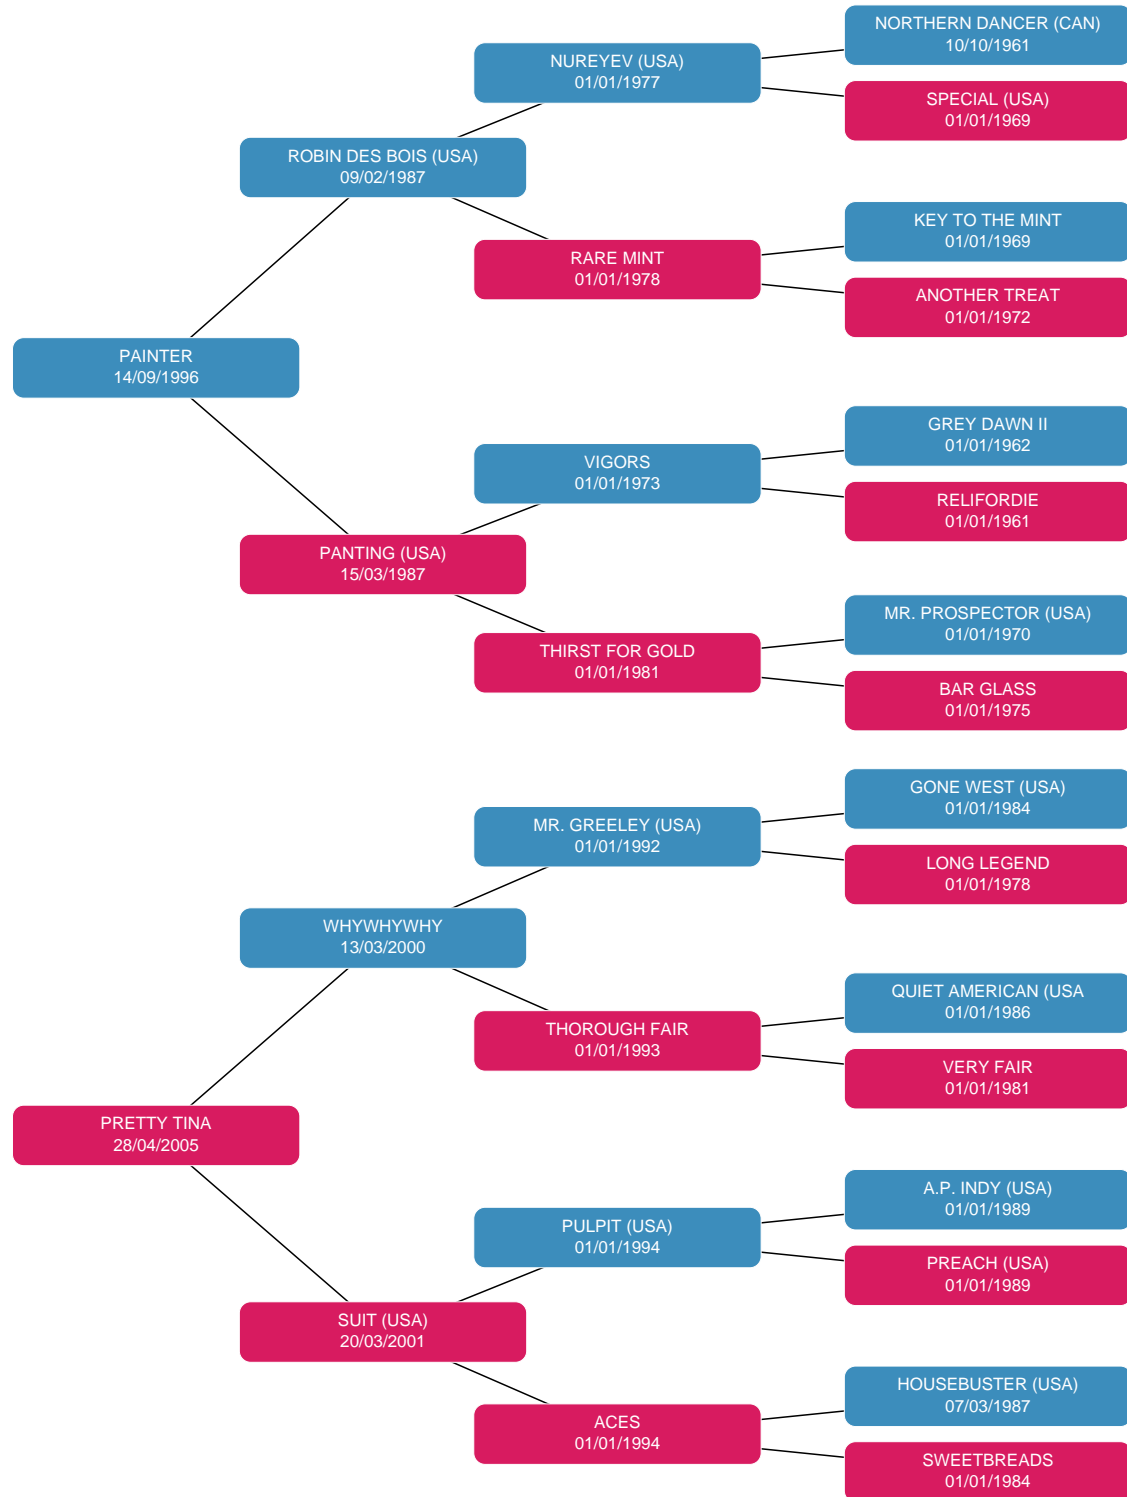 NORTHERN DANCER (CAN)
10/10/1961
NUREYEV (USA)
01/01/1977
SPECIAL (USA)
01/01/1969
ROBIN DES BOIS (USA)
09/02/1987
KEY TO THE MINT
01/01/1969
RARE MINT
01/01/1978
ANOTHER TREAT
01/01/1972
PAINTER
14/09/1996
GREY DAWN II
01/01/1962
VIGORS
01/01/1973
RELIFORDIE
01/01/1961
PANTING (USA)
15/03/1987
MR. PROSPECTOR (USA)
01/01/1970
THIRST FOR GOLD
01/01/1981
BAR GLASS
01/01/1975
GONE WEST (USA)
01/01/1984
MR. GREELEY (USA)
01/01/1992
LONG LEGEND
01/01/1978
WHYWHYWHY
13/03/2000
QUIET AMERICAN (USA
01/01/1986
THOROUGH FAIR
01/01/1993
VERY FAIR
01/01/1981
PRETTY TINA
28/04/2005
A.P. INDY (USA)
01/01/1989
PULPIT (USA)
01/01/1994
PREACH (USA)
01/01/1989
SUIT (USA)
20/03/2001
HOUSEBUSTER (USA)
07/03/1987
ACES
01/01/1994
SWEETBREADS
01/01/1984